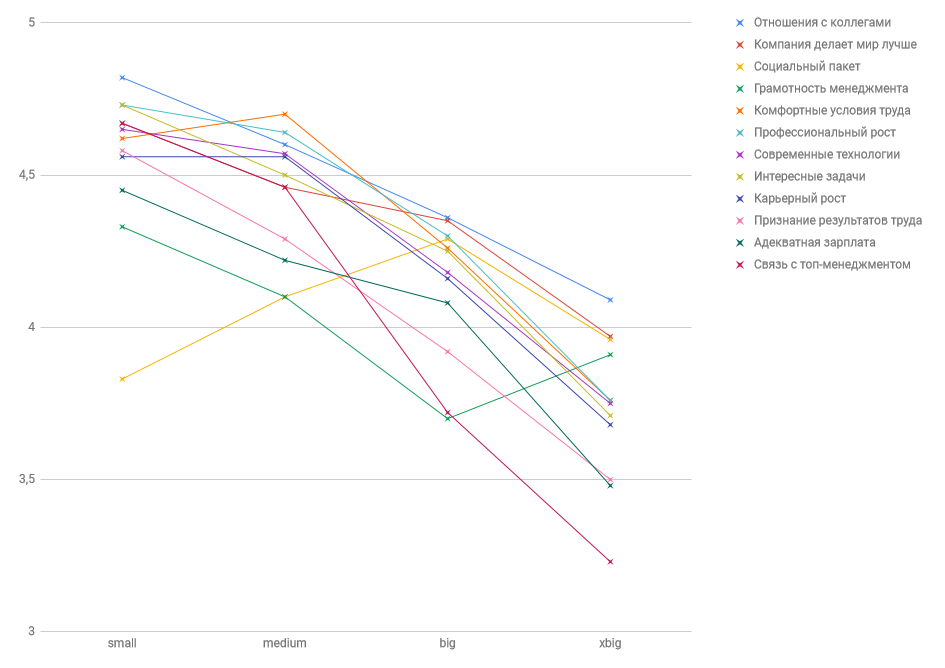 5
4,5
4
3,5
3
small
medium
big
xbig
Отношения с коллегами
Компания делает мир лучше
Социальный пакет
Грамотность менеджмента
Комфортные условия труда
Профессиональный рост
Современные технологии
Интересные задачи
Карьерный рост
Признание результатов труда
Адекватная зарплата
Связь с топ-менеджментом